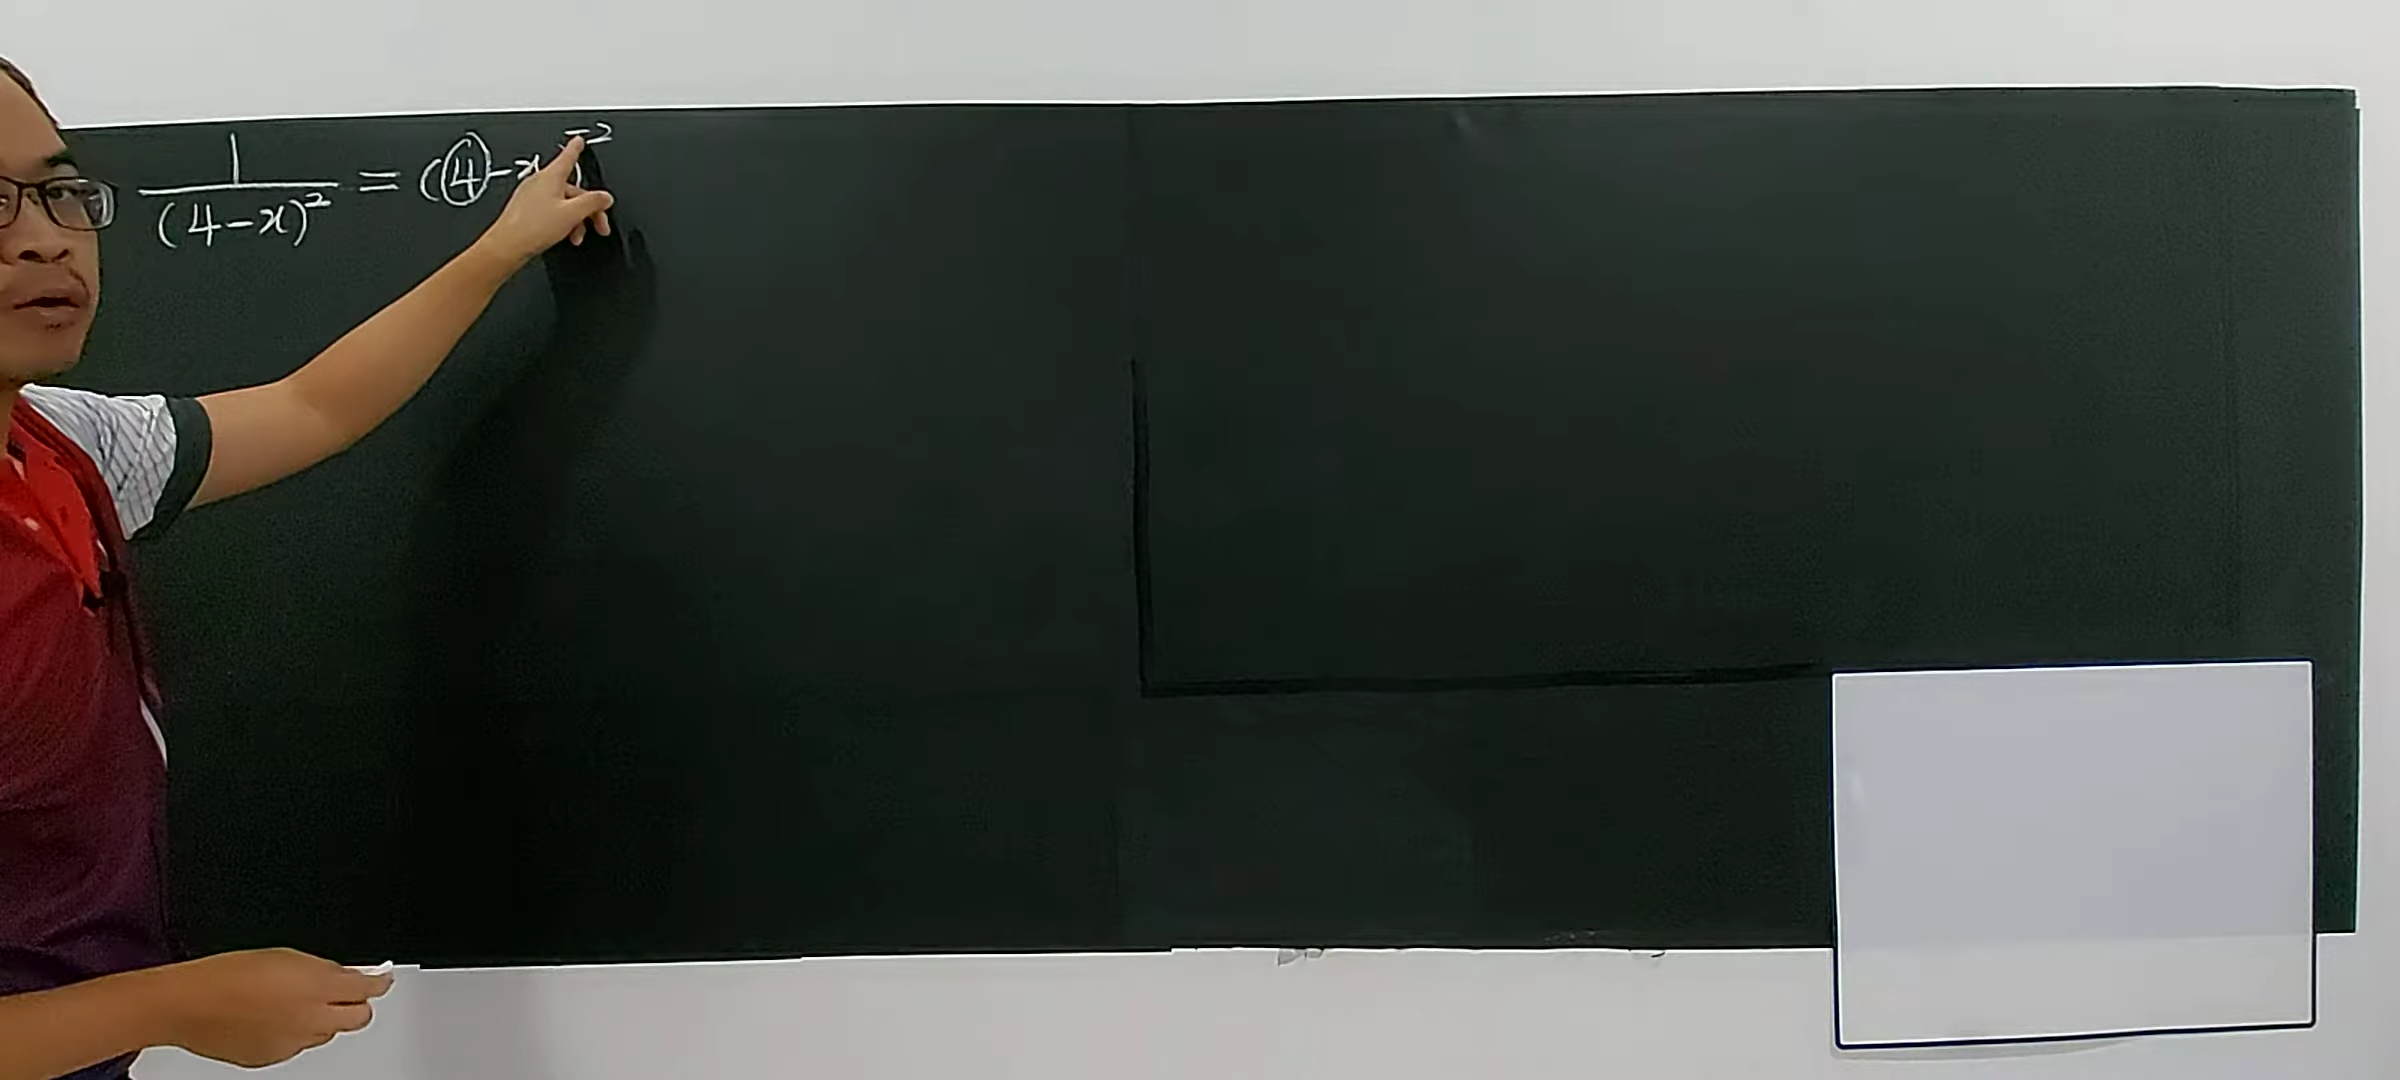 1/(4-x)² = (4-x)⁻²